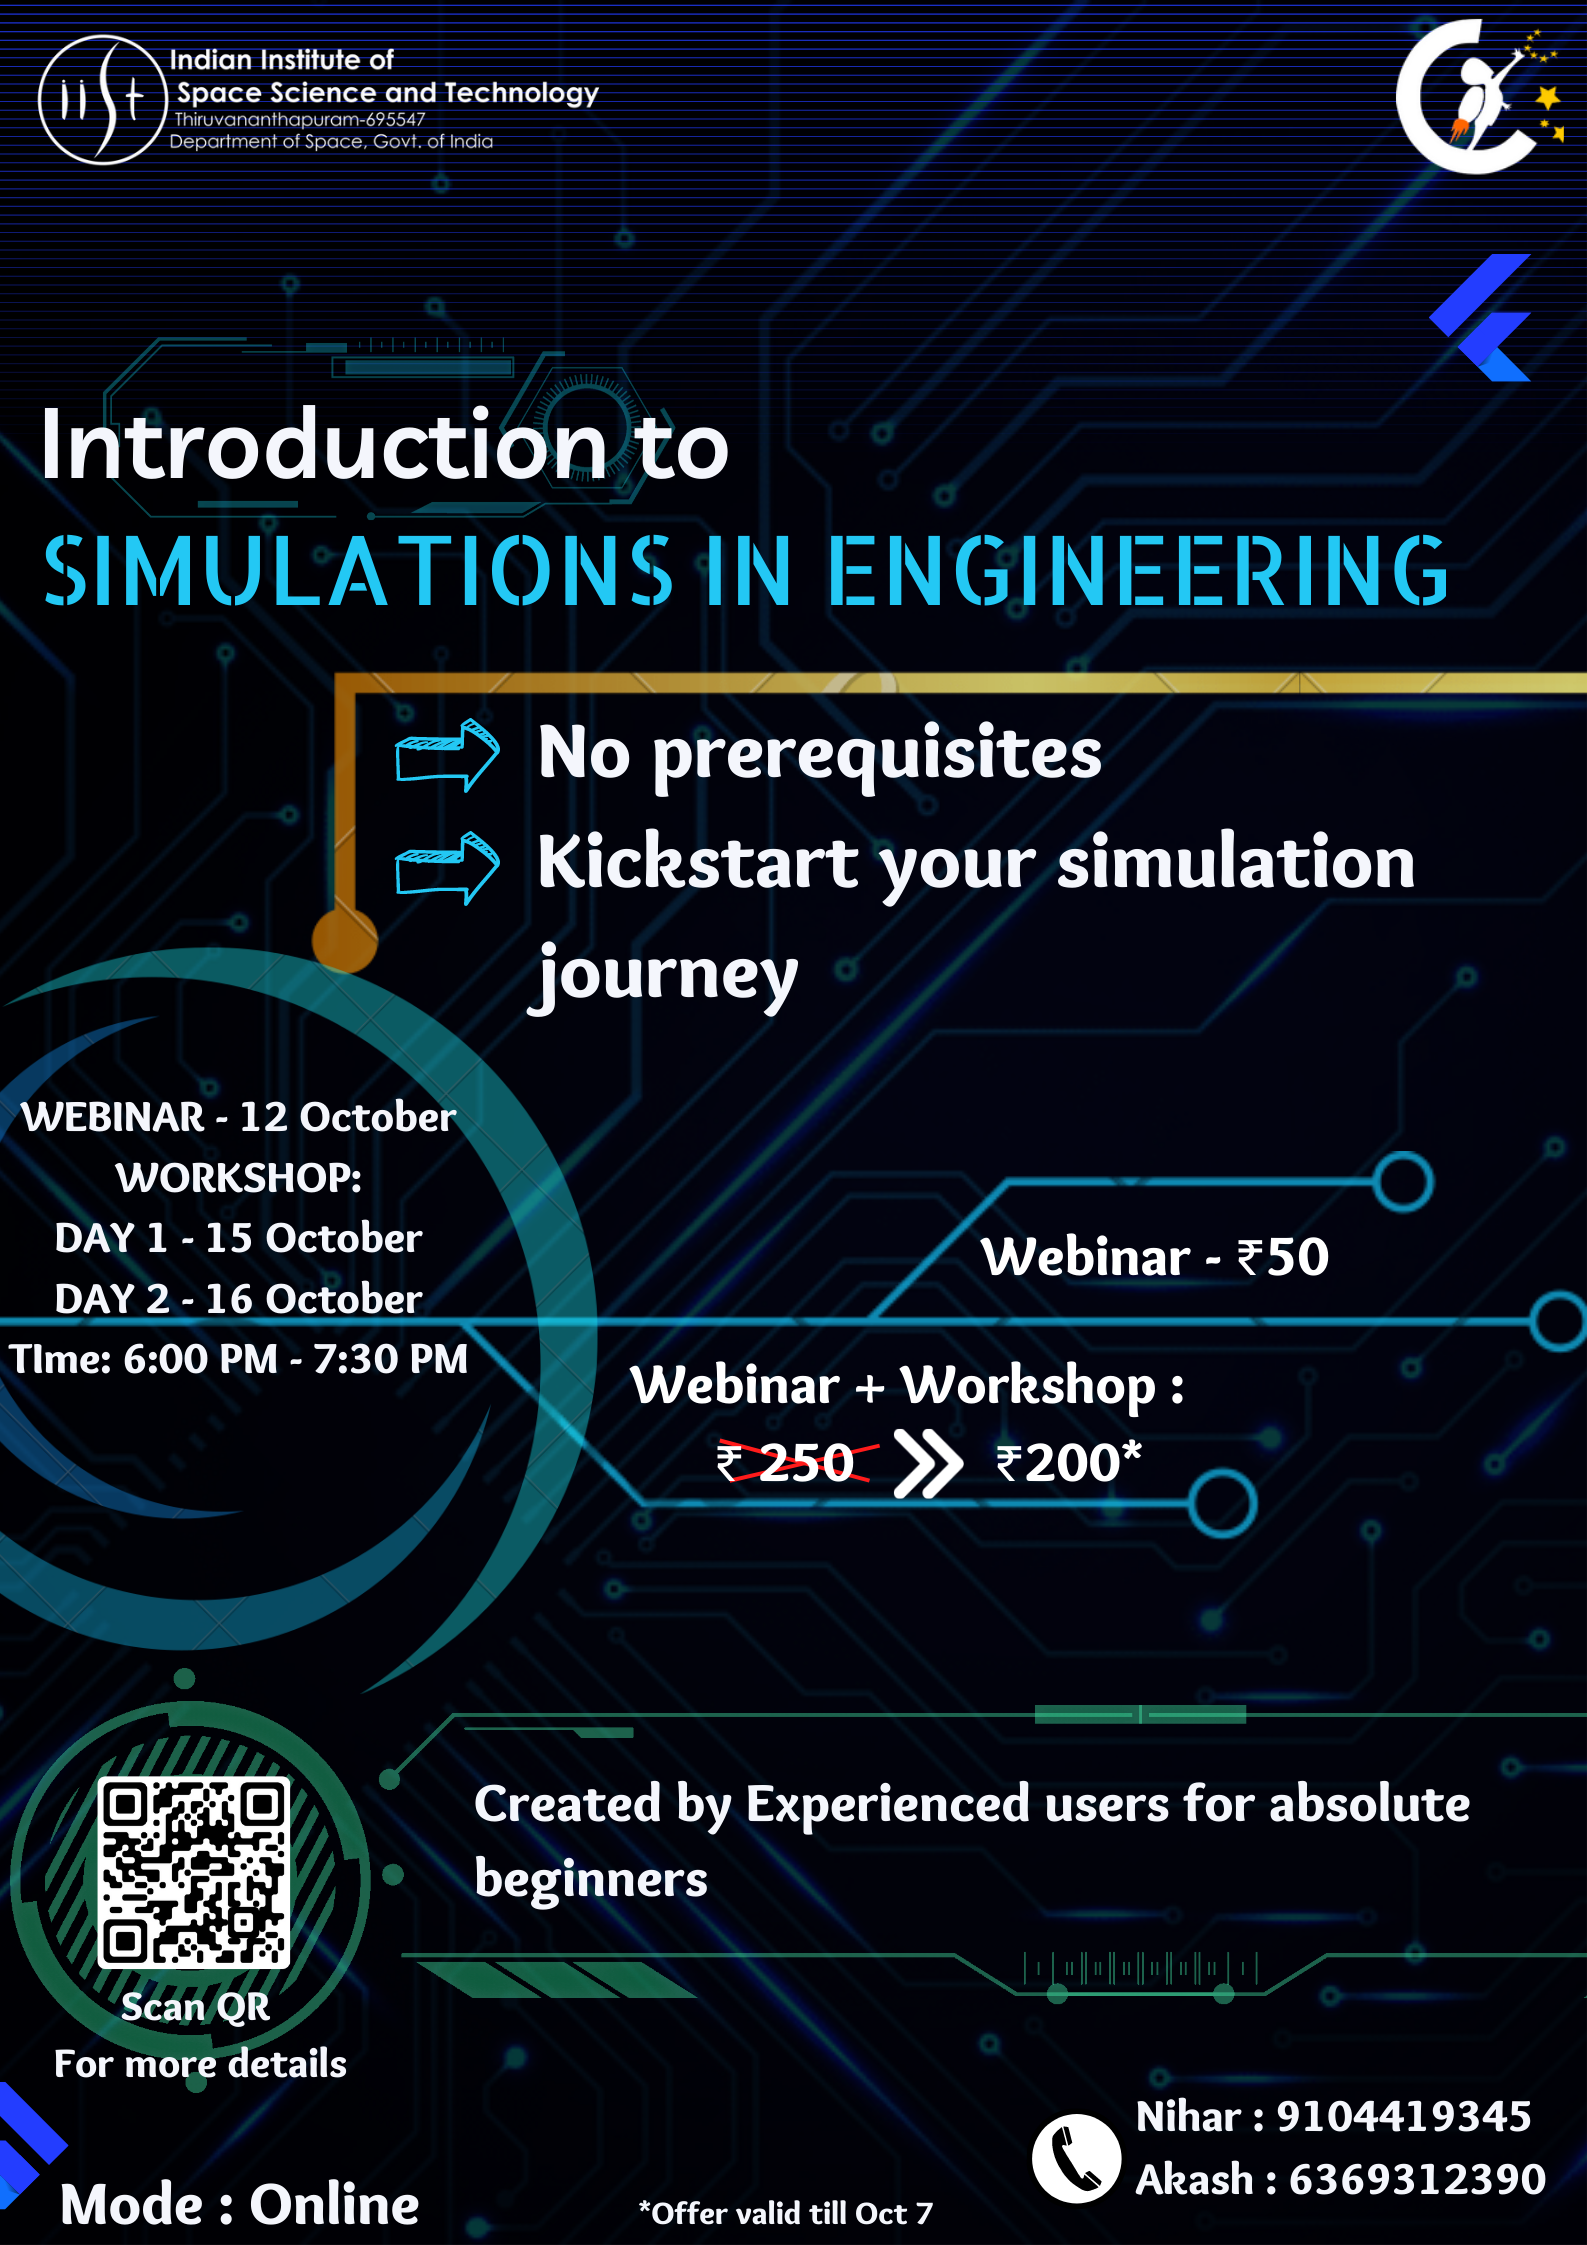 iist
Indian Institute of
Space Science and Technology
Thiruvananthapuram-695547
Department of Space, Govt. of India
Introduction to
SIMULATIONS IN ENGINEERING
No prerequisites
Kickstart your simulation
journey
WEBINAR - 12 October
WORKSHOP:
DAY 1 - 15 October
DAY 2 - 16 October
TIme: 6:00 PM - 7:30 PM
Webinar - ₹50
Webinar + Workshop :
₹ 250 ₹200*
Created by Experienced users for absolute
beginners
Scan QR
For more details
Nihar : 9104419345
Akash : 6369312390
Mode : Online
*Offer valid till Oct 7